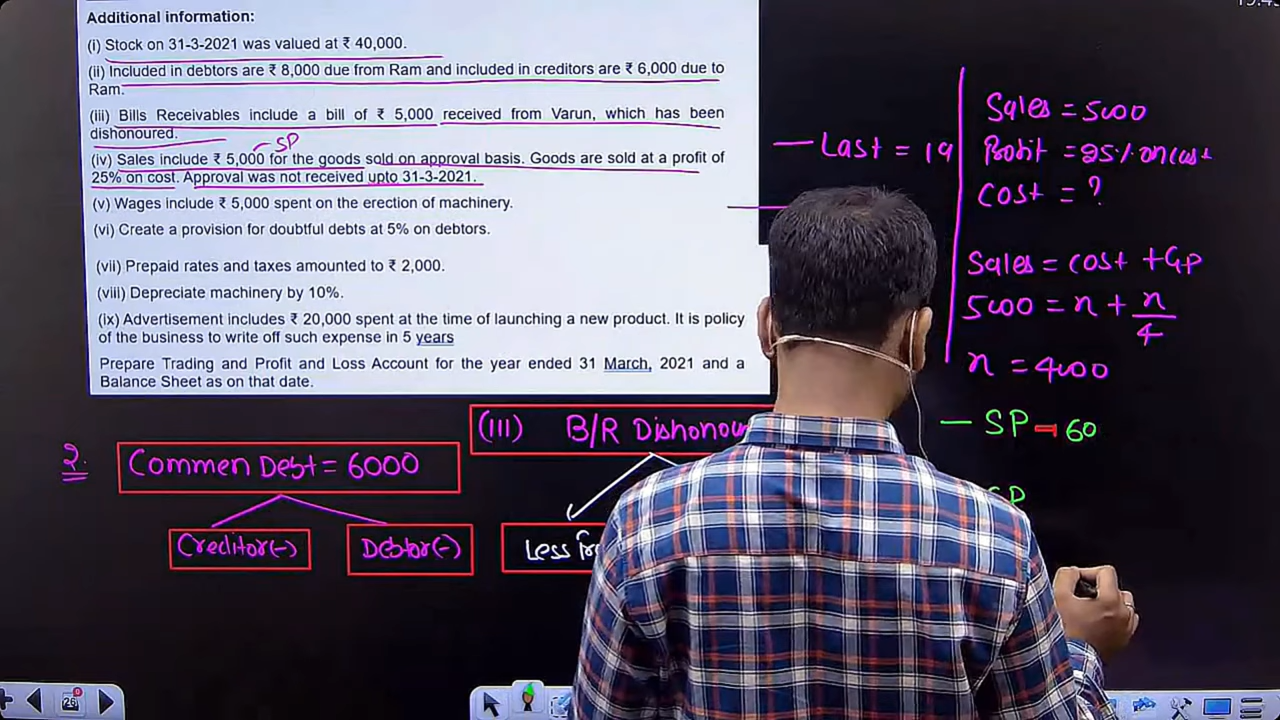 Additional information:
(i) Stock on 31-3-2021 was valued at ₹ 40,000.
(ii) Included in debtors are ₹ 8,000 due from Ram and included in creditors are ₹ 6,000 due to
Ram.
(iii) Bills Receivables include a bill of ₹ 5,000 received from Varun, which has been
dishonoured.
SP
(iv) Sales include ₹ 5,000 for the goods sold on approval basis. Goods are sold at a profit of
25% on cost. Approval was not received upto 31-3-2021.
(v) Wages include ₹ 5,000 spent on the erection of machinery.
(vi) Create a provision for doubtful debts at 5% on debtors.
(vii) Prepaid rates and taxes amounted to ₹ 2,000.
(viii) Depreciate machinery by 10%.
(ix) Advertisement includes ₹ 20,000 spent at the time of launching a new product. It is policy
of the business to write off such expense in 5 years
Prepare Trading and Profit and Loss Account for the year ended 31 March, 2021 and a
Balance Sheet as on that date.
— Last = 19
Sales = 5000
Profit = 25% on cost
Cost = ?
Sales = Cost + GP
5000 = n + n/4
n = 4000
— SP - 60
SP
2.
Commen Debt = 6000
Creditor(-)
Debtor(-)
(III) B/R Dishonou
Less
26